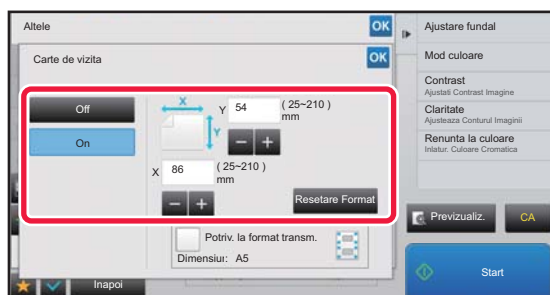 Altele
OK
Carte de vizita
OK
Off
On
X
Y
Y 54 ( 25~210 )
mm
X 86 ( 25~210 )
mm
Resetare Format
Potriv. la format transm.
Dimensiur: A5
Inapoi
Ajustare fundal
Mod culoare
Contrast
Ajustati Contrast Imagine
Claritate
Ajusteaza Conturul Imaginii
Renunta la culoare
Inlatur. Culoare Cromatica
Previzualiz.
CA
Start